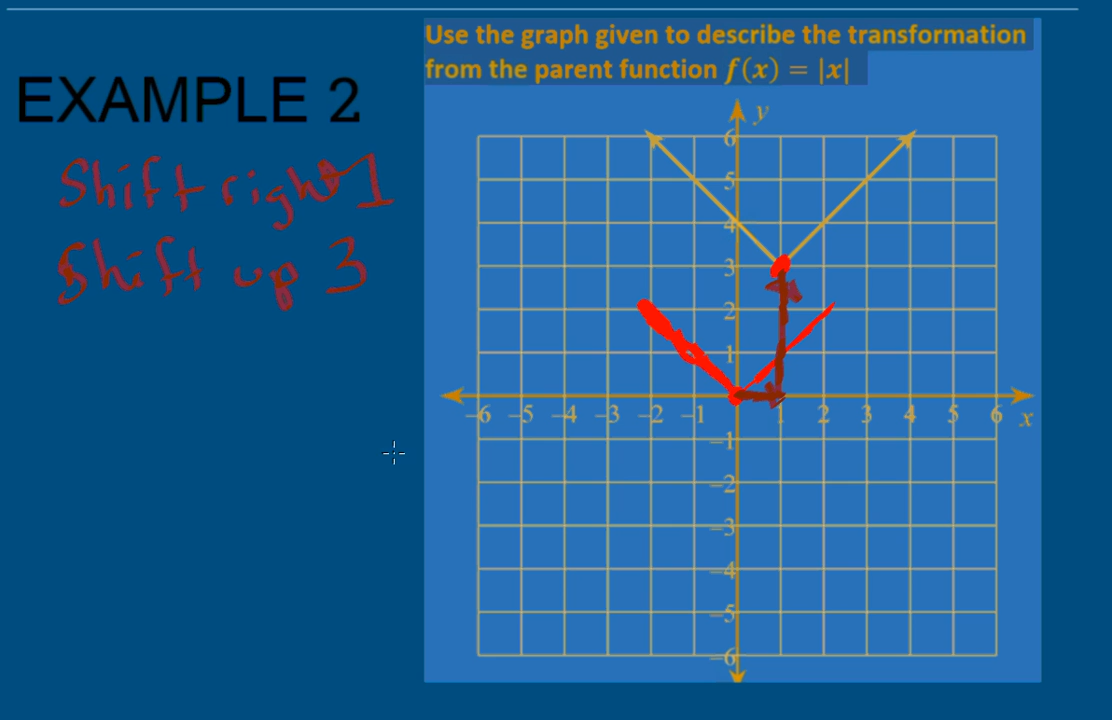 Use the graph given to describe the transformation
from the parent function f(x) = |x|
EXAMPLE 2
Shift right 1
Shift up 3
y
6
5
4
3
2
1
-6 -5 -4 -3 -2 -1 1 2 3 4 5 6 x
-1
-2
-3
-4
-5
-6